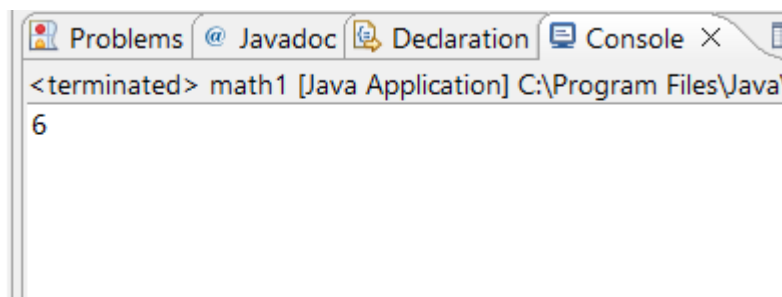 Problems @ Javadoc Declaration Console
<terminated> math1 [Java Application] C:\Program Files\Java\
6